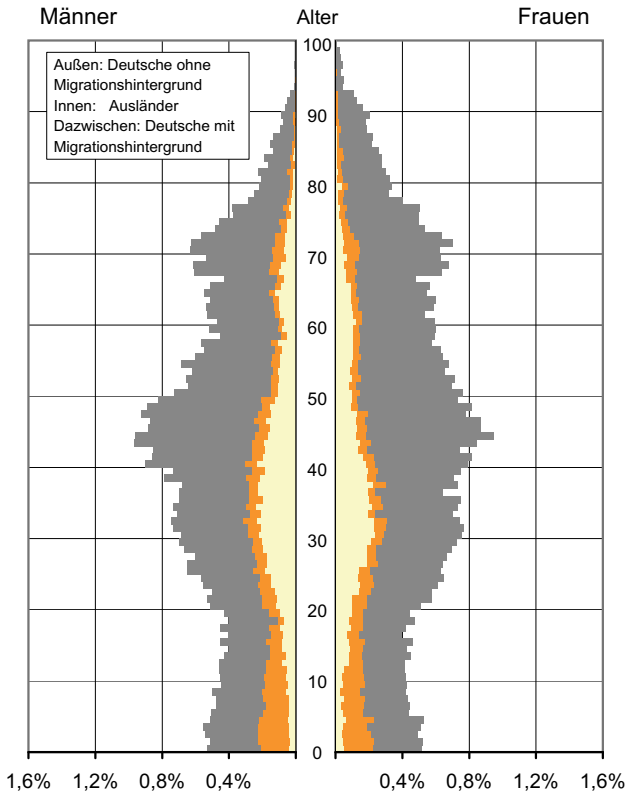 Männer Alter Frauen
Außen: Deutsche ohne
Migrationshintergrund
Innen: Ausländer
Dazwischen: Deutsche mit
Migrationshintergrund
100
90
80
70
60
50
40
30
20
10
0
1,6% 1,2% 0,8% 0,4% 0,4% 0,8% 1,2% 1,6%